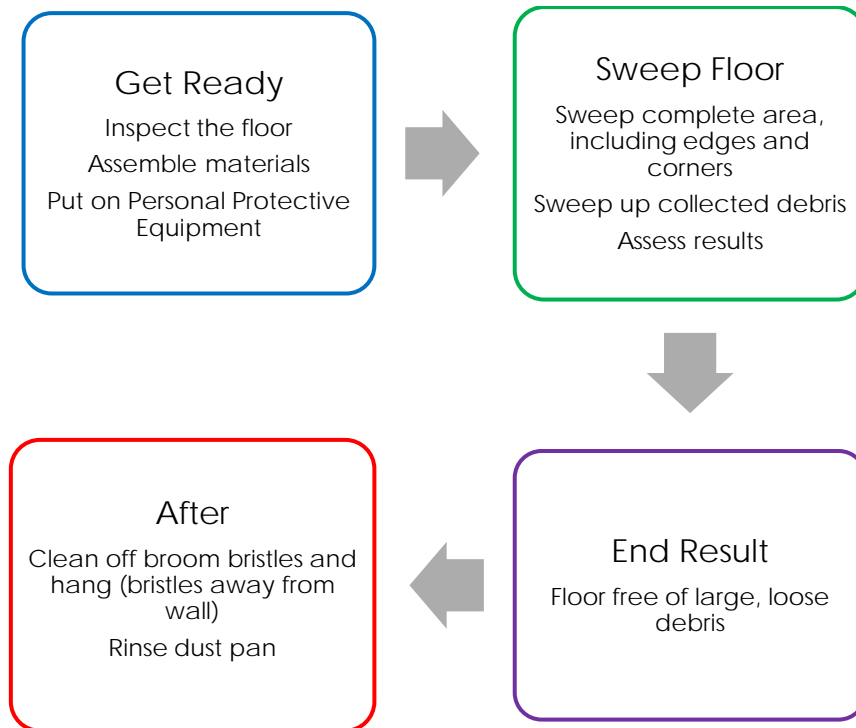 Get Ready
Inspect the floor
Assemble materials
Put on Personal Protective
Equipment
Sweep Floor
Sweep complete area,
including edges and
corners
Sweep up collected debris
Assess results
End Result
Floor free of large, loose
debris
After
Clean off broom bristles and
hang (bristles away from
wall)
Rinse dust pan